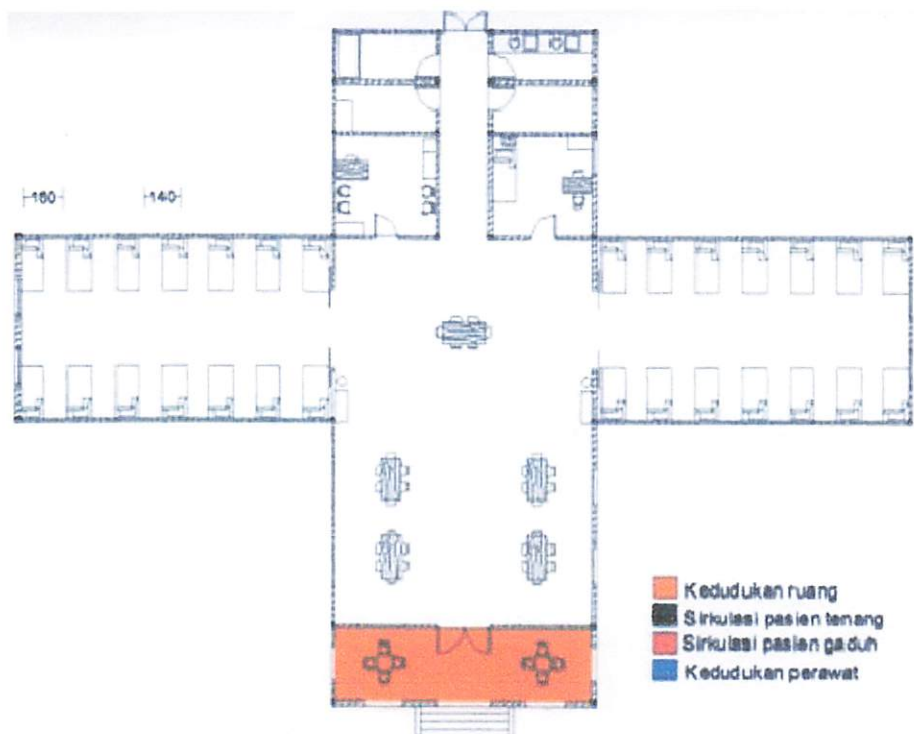 160
140
Kedudukan ruang
Sirkulasi pasien tenang
Sirkulasi pasien gaduh
Kedudukan perawat